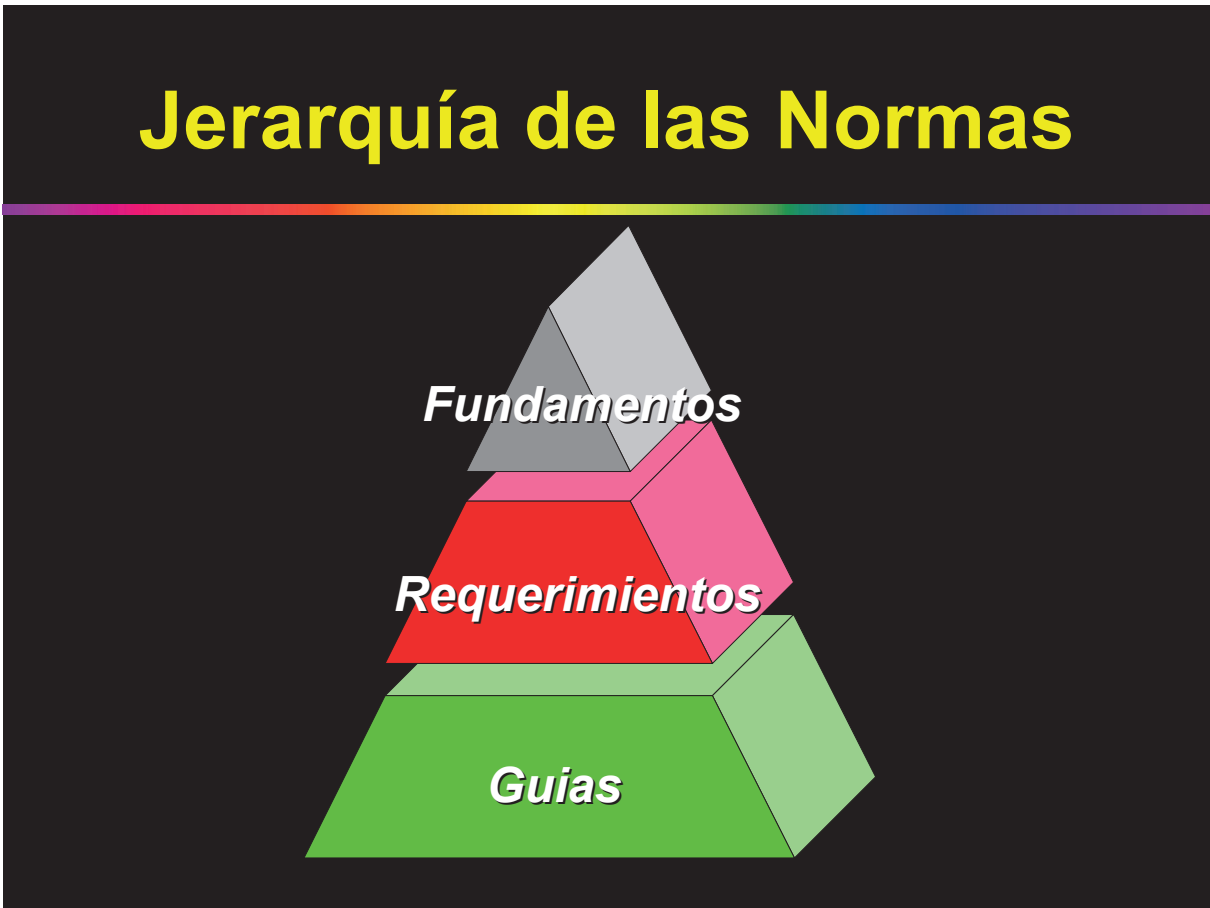 Jerarquía de las Normas
Fundamentos
Requerimientos
Guias